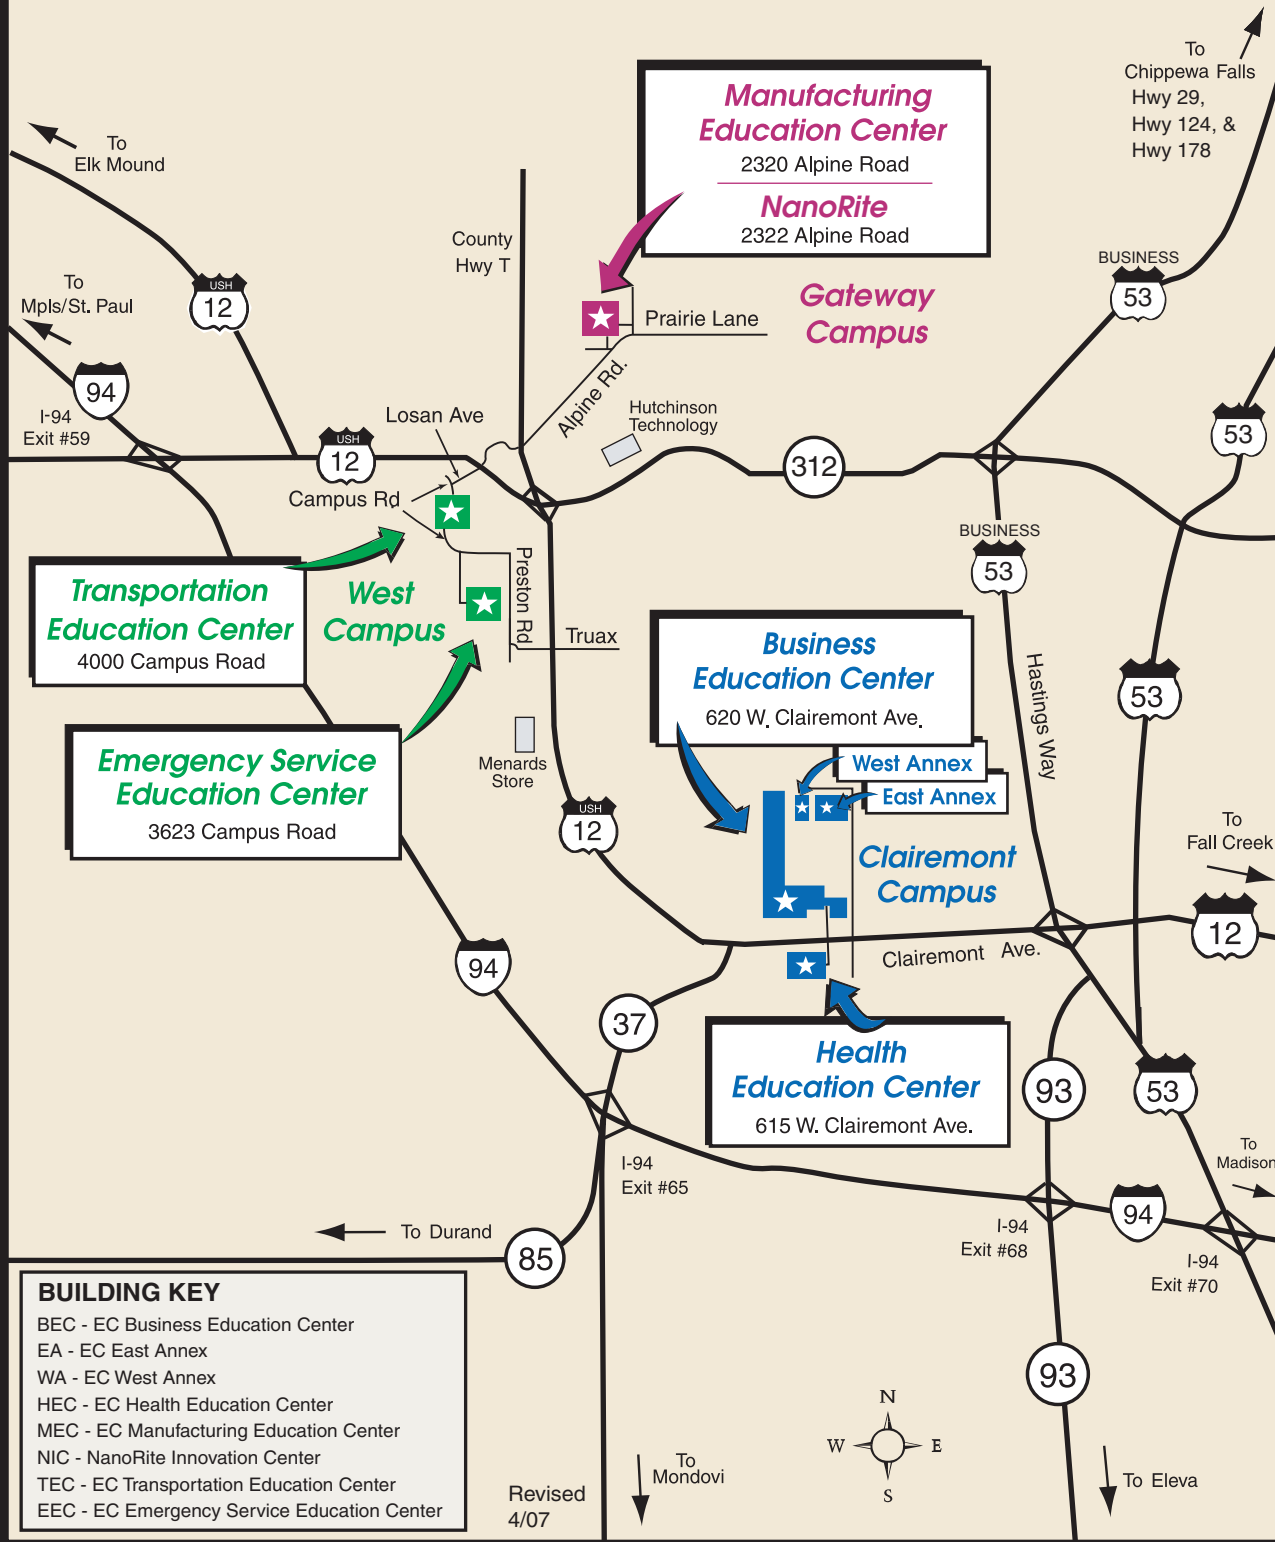 To
Chippewa Falls
Hwy 29,
Hwy 124, &
Hwy 178
Manufacturing
Education Center
2320 Alpine Road
NanoRite
2322 Alpine Road
To
Elk Mound
County
Hwy T
BUSINESS
53
USH
12
To
Mpls/St. Paul
Gateway
Campus
Prairie Lane
94
Alpine Rd.
I-94
Exit #59
Losan Ave
Hutchinson
Technology
53
USH
12
312
Campus Rd
BUSINESS
53
Transportation
Education Center
4000 Campus Road
West
Campus
Preston Rd
Truax
Business
Education Center
620 W. Clairemont Ave.
Hastings Way
53
Emergency Service
Education Center
3623 Campus Road
Menards
Store
West Annex
East Annex
USH
12
To
Fall Creek
Clairemont
Campus
12
94
Clairemont Ave.
37
Health
Education Center
615 W. Clairemont Ave.
93
53
I-94
Exit #65
To
Madison
94
To Durand
85
I-94
Exit #68
I-94
Exit #70
BUILDING KEY
BEC - EC Business Education Center
EA - EC East Annex
WA - EC West Annex
HEC - EC Health Education Center
MEC - EC Manufacturing Education Center
NIC - NanoRite Innovation Center
TEC - EC Transportation Education Center
EEC - EC Emergency Service Education Center
93
N
W
E
S
To
Mondovi
To Eleva
Revised
4/07